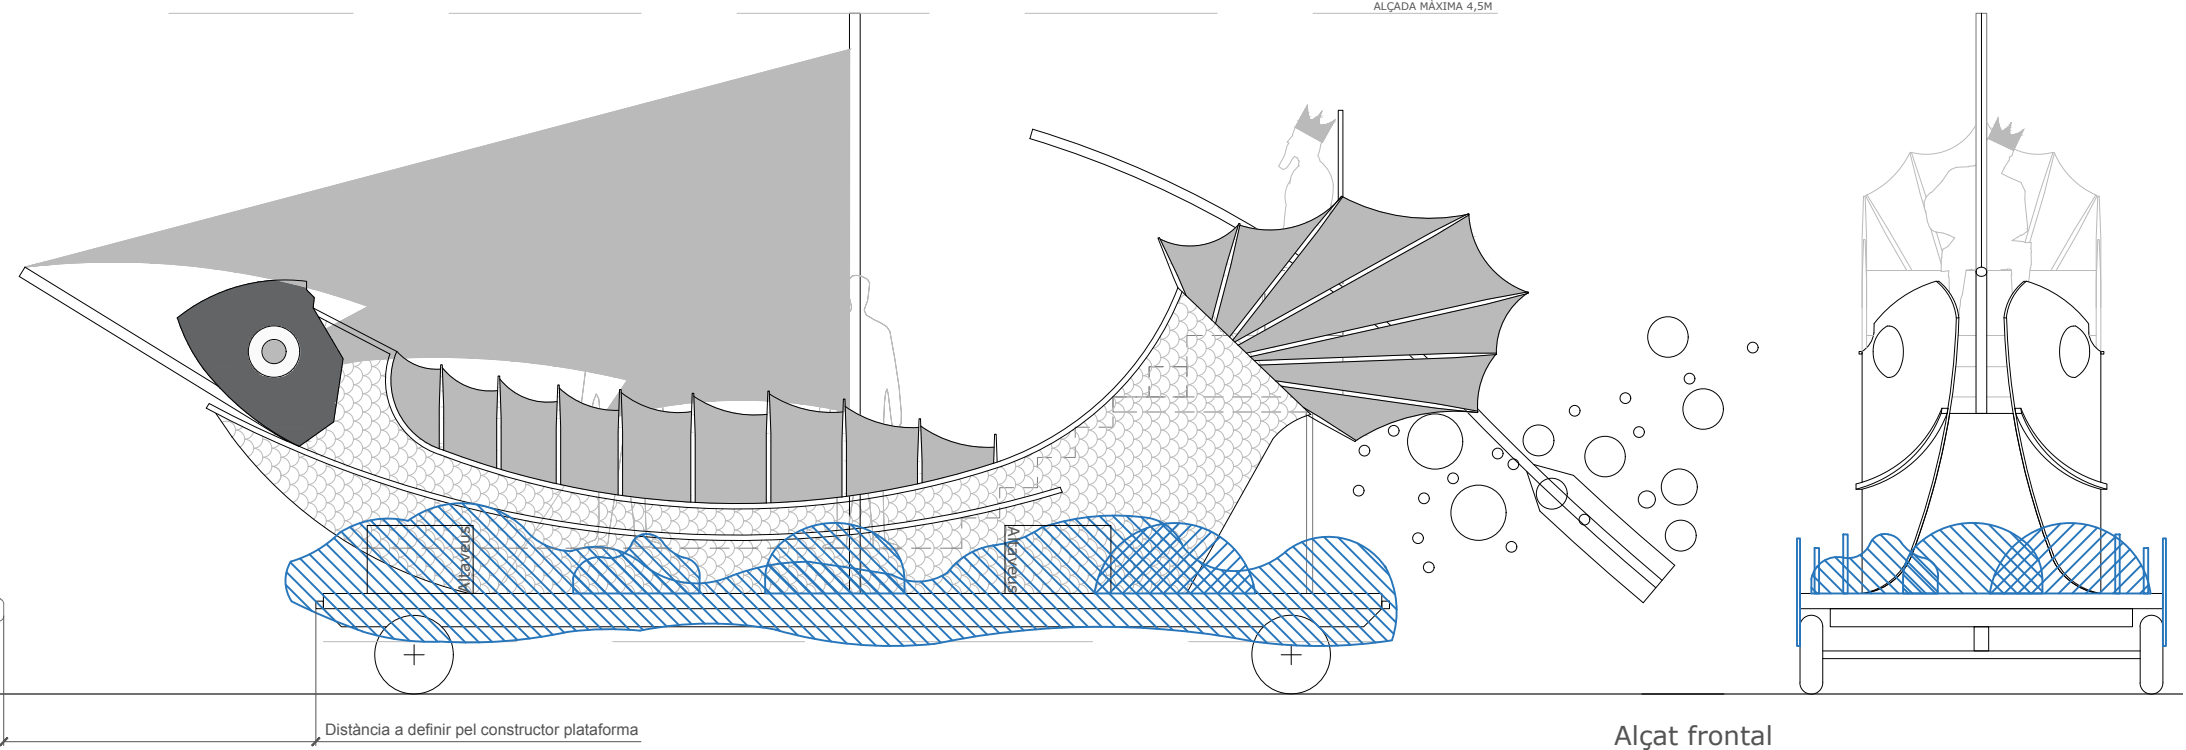 ALÇADA MÀXIMA 4,5M
Altaveus
Altaveus
Distància a definir pel constructor plataforma
Alçat frontal